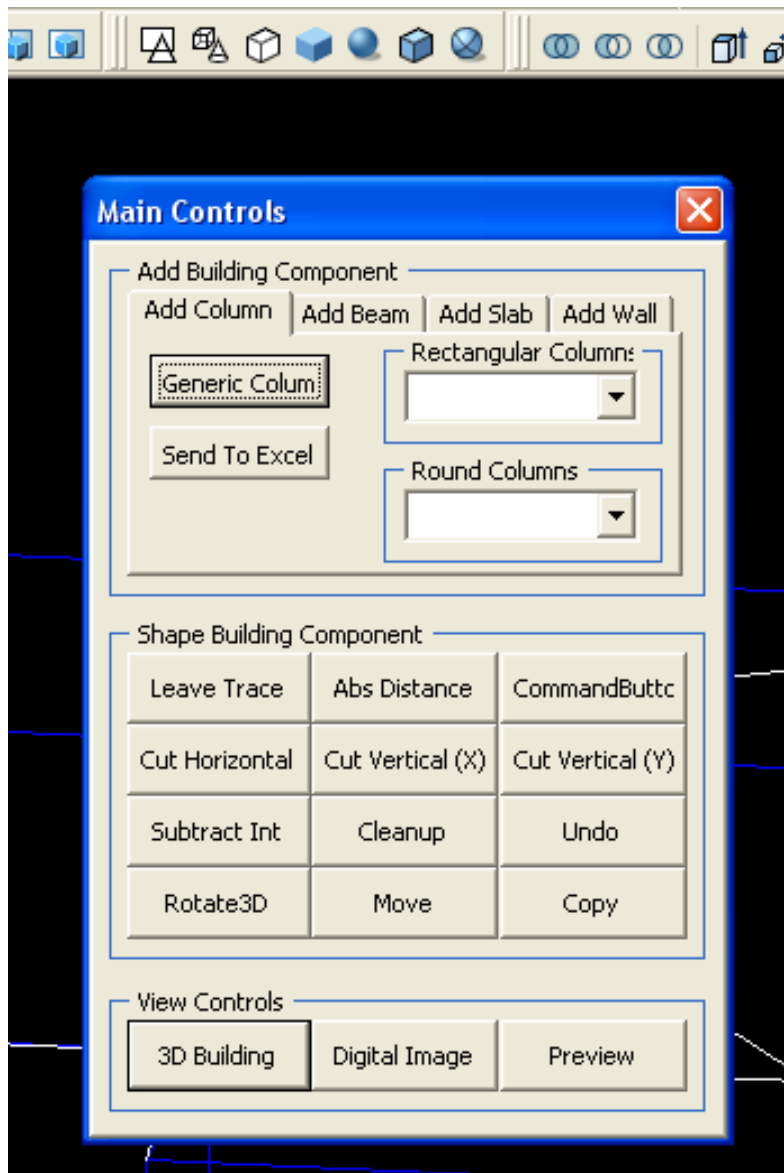 Main Controls
Add Building Component
Add Column Add Beam Add Slab Add Wall
Generic Colum
Rectangular Columns
Send To Excel
Round Columns
Shape Building Component
Leave Trace Abs Distance CommandButtc
Cut Horizontal Cut Vertical (X) Cut Vertical (Y)
Subtract Int Cleanup Undo
Rotate3D Move Copy
View Controls
3D Building Digital Image Preview